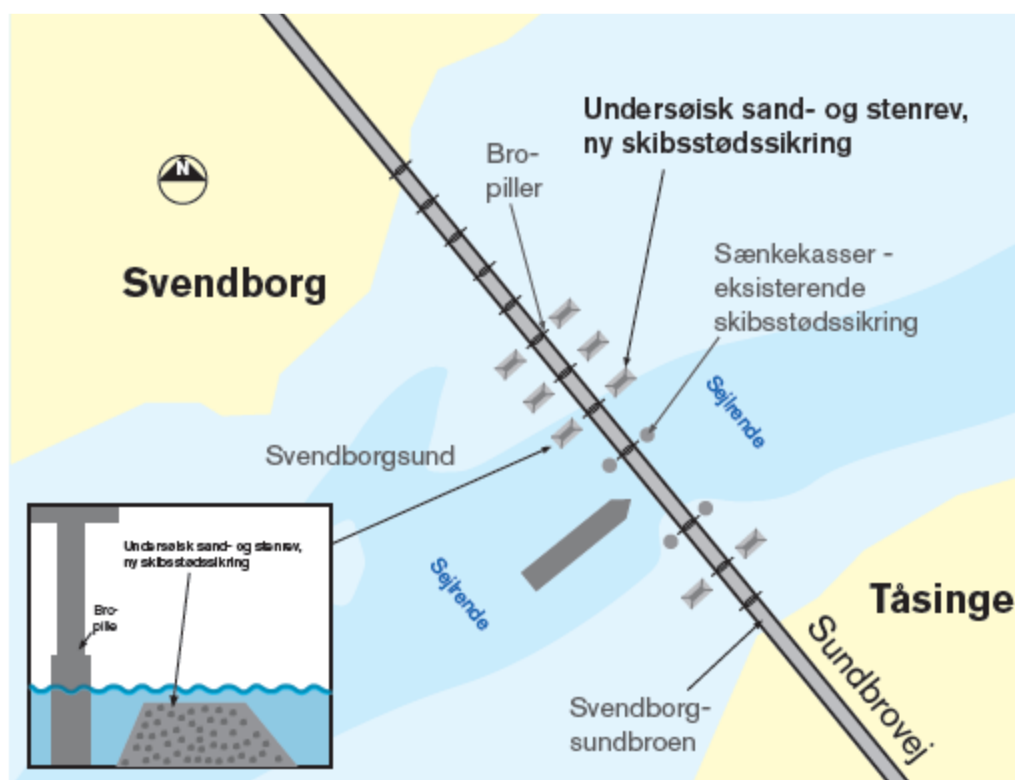 Undersøisk sand- og stenrev,
ny skibsstødssikring
Bro-
piller
N
Svendborg
Sænkekasser -
eksisterende
skibsstødssikring
Sejlrende
Svendborgsund
Undersøisk sand- og stenrev,
ny skibsstødssikring
Bro-
pille
Sejlrende
Tåsinge
Sundbrovej
Svendborg-
sundbroen